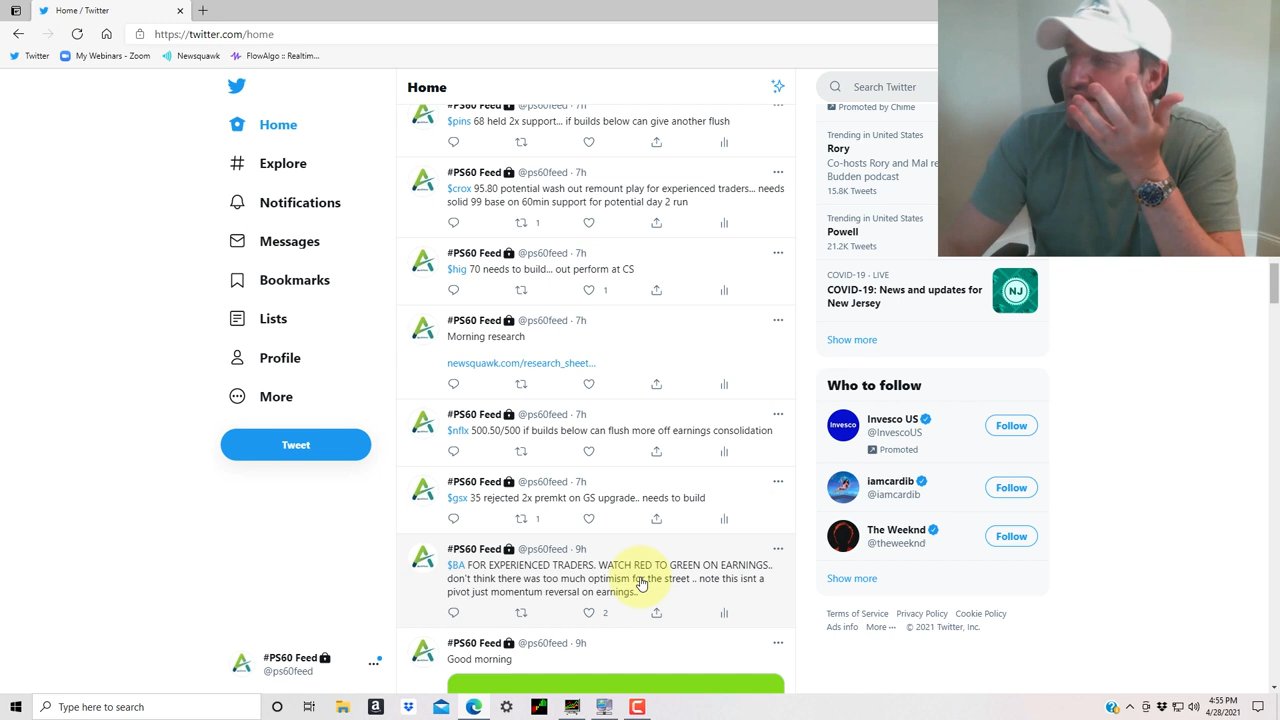 Home / Twitter
https://twitter.com/home
Twitter
My Webinars - Zoom
Newsquawk
FlowAlgo :: Realtim...
Home
Explore
Notifications
Messages
Bookmarks
Lists
Profile
More
Tweet
#PS60 Feed
@ps60feed
Home
#PS60 Feed @ps60feed · 7h
$pins 68 held 2x support... if builds below can give another flush
#PS60 Feed @ps60feed · 7h
$crox 95.80 potential wash out remount play for experienced traders... needs
solid 99 base on 60min support for potential day 2 run
1
#PS60 Feed @ps60feed · 7h
$hig 70 needs to build... out perform at CS
1
#PS60 Feed @ps60feed · 7h
Morning research
newsquawk.com/research_sheet...
#PS60 Feed @ps60feed · 7h
$nflx 500.50/500 if builds below can flush more off earnings consolidation
#PS60 Feed @ps60feed · 7h
$gsx 35 rejected 2x premkt on GS upgrade.. needs to build
1
#PS60 Feed @ps60feed · 9h
$BA FOR EXPERIENCED TRADERS. WATCH RED TO GREEN ON EARNINGS..
don't think there was too much optimism for the street .. note this isnt a
pivot just momentum reversal on earnings..
2
#PS60 Feed @ps60feed · 9h
Good morning
Search Twitter
Promoted by Chime
Trending in United States
Rory
Co-hosts Rory and Mal re
Budden podcast
15.8K Tweets
Trending in United States
Powell
21.2K Tweets
COVID-19 · LIVE
COVID-19: News and updates for
New Jersey
NJ
Show more
Who to follow
Invesco
Invesco US
@InvescoUS
Follow
Promoted
iamcardib
@iamcardib
Follow
The Weeknd
@theweeknd
Follow
Show more
Terms of Service Privacy Policy Cookie Policy
Ads info More ··· © 2021 Twitter, Inc.
Type here to search
4:55 PM
4/28/2021